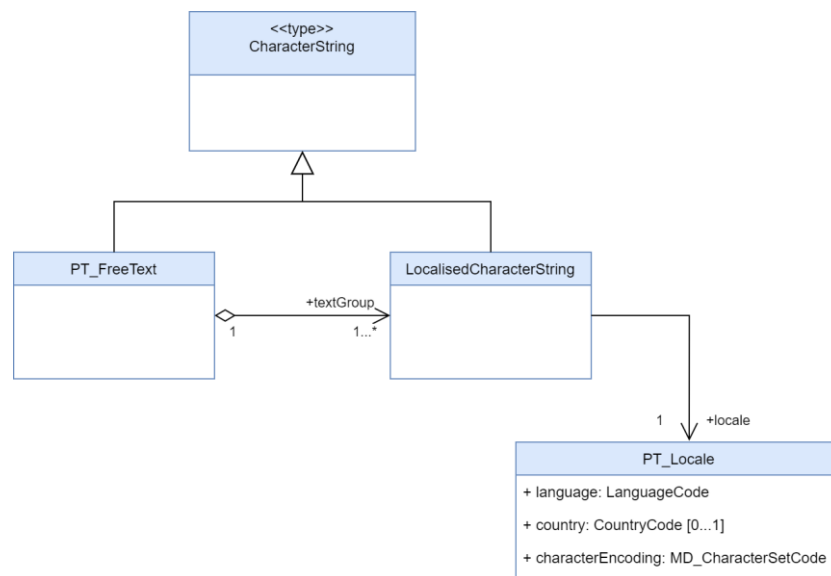 <<type>>
CharacterString
PT_FreeText
LocalisedCharacterString
+textGroup
1
1...*
1
+locale
PT_Locale
+ language: LanguageCode
+ country: CountryCode [0...1]
+ characterEncoding: MD_CharacterSetCode